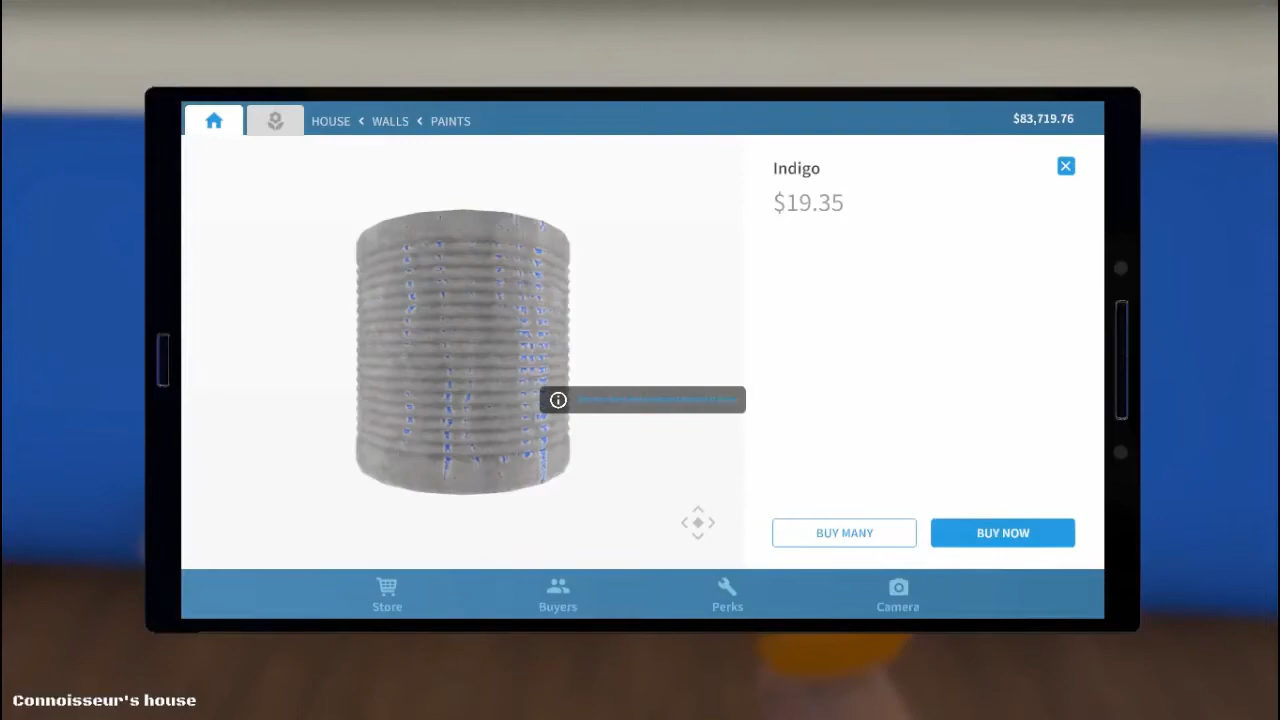 HOUSE < WALLS < PAINTS
$83,719.76
Indigo
$19.35
BUY MANY
BUY NOW
Store
Buyers
Perks
Camera
Connoisseur's house